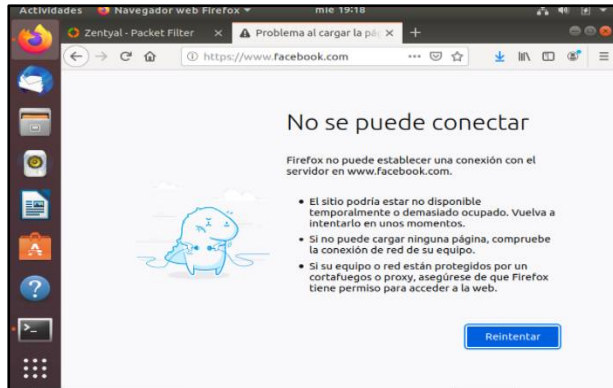 Actividades Navegador web Firefox mié 19:18
Zentyal - Packet Filter × Problema al cargar la pág × +
https://www.facebook.com
No se puede conectar
Firefox no puede establecer una conexión con el
servidor en www.facebook.com.
• El sitio podría estar no disponible
temporalmente o demasiado ocupado. Vuelva a
intentarlo en unos momentos.
• Si no puede cargar ninguna página, compruebe
la conexión de red de su equipo.
• Si su equipo o red están protegidos por un
cortafuegos o proxy, asegúrese de que Firefox
tiene permiso para acceder a la web.
Reintentar